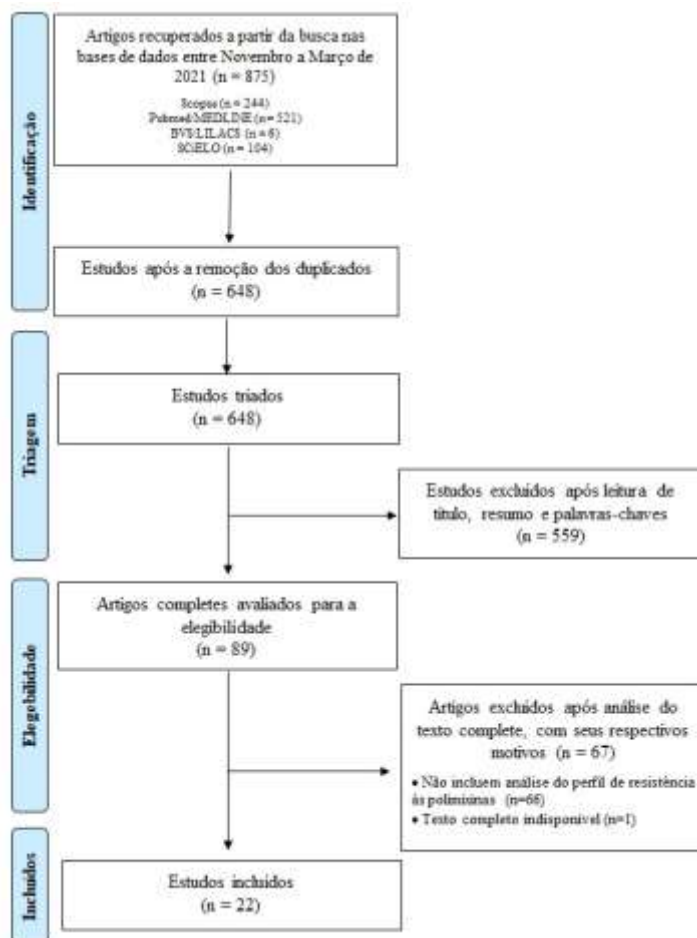 Identificação
Artigos recuperados a partir da busca nas
bases de dados entre Novembro a Março de
2021 (n = 875)
Scopus (n = 244)
Pubmed/MEDLINE (n = 521)
BVS/LILACS (n = 6)
SCiELO (n = 104)
Estudos após a remoção dos duplicados
(n = 648)
Triagem
Estudos triados
(n = 648)
Estudos excluídos após leitura de
título, resumo e palavras-chaves
(n = 559)
Elegebilidade
Artigos completes avaliados para a
elegibilidade
(n = 89)
Artigos excluídos após análise do
texto complete, com seus respectivos
motivos (n = 67)
• Não incluem análise do perfil de resistência
às polimixinas (n=66)
• Texto completo indisponível (n=1)
Incluídos
Estudos incluídos
(n = 22)